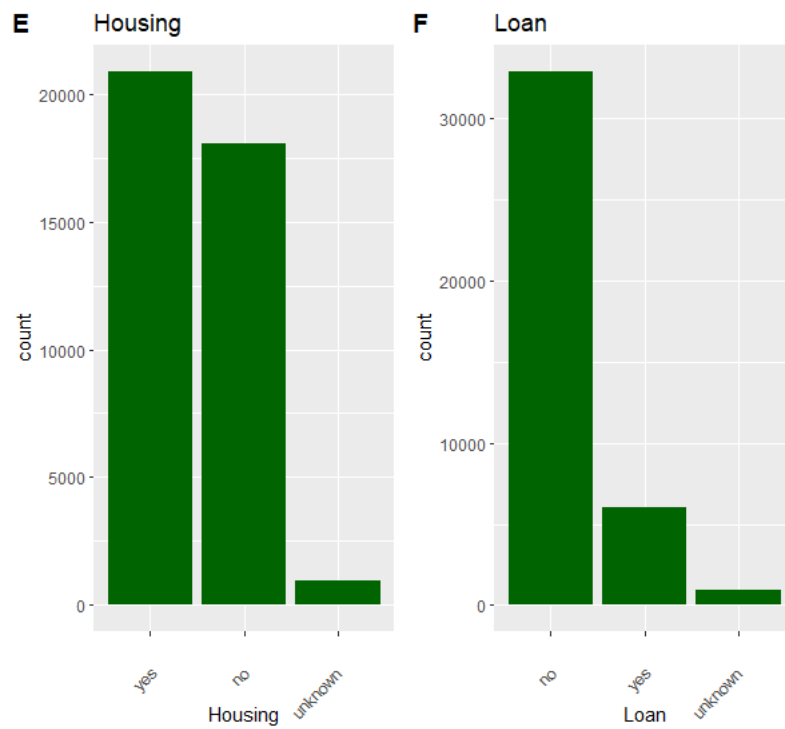 E Housing
20000
15000
10000
5000
0
count
yes
no
unknown
Housing
F Loan
30000
20000
10000
0
count
no
yes
unknown
Loan